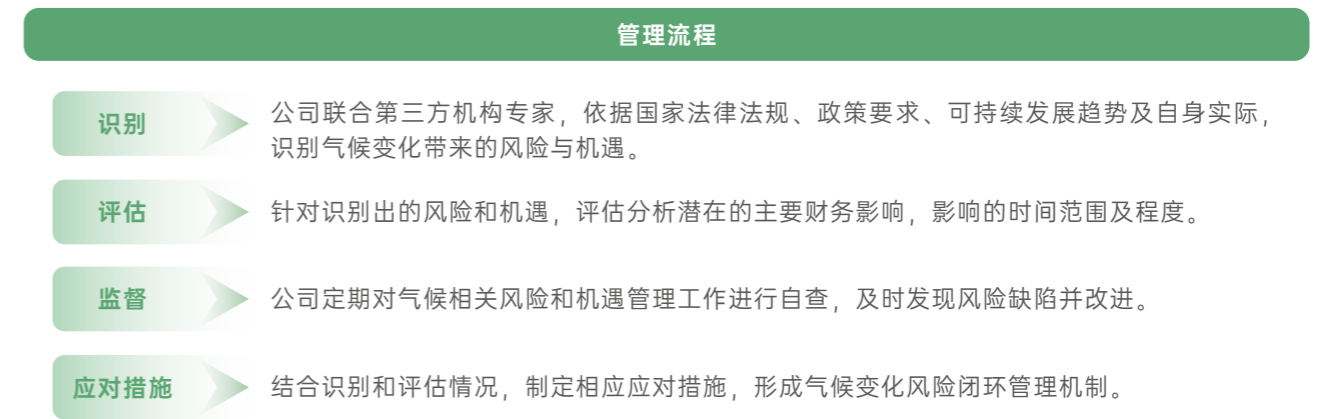 管理流程
识别
公司联合第三方机构专家，依据国家法律法规、政策要求、可持续发展趋势及自身实际，
识别气候变化带来的风险与机遇。
评估
针对识别出的风险和机遇，评估分析潜在的主要财务影响，影响的时间范围及程度。
监督
公司定期对气候相关风险和机遇管理工作进行自查，及时发现风险缺陷并改进。
应对措施
结合识别和评估情况，制定相应应对措施，形成气候变化风险闭环管理机制。